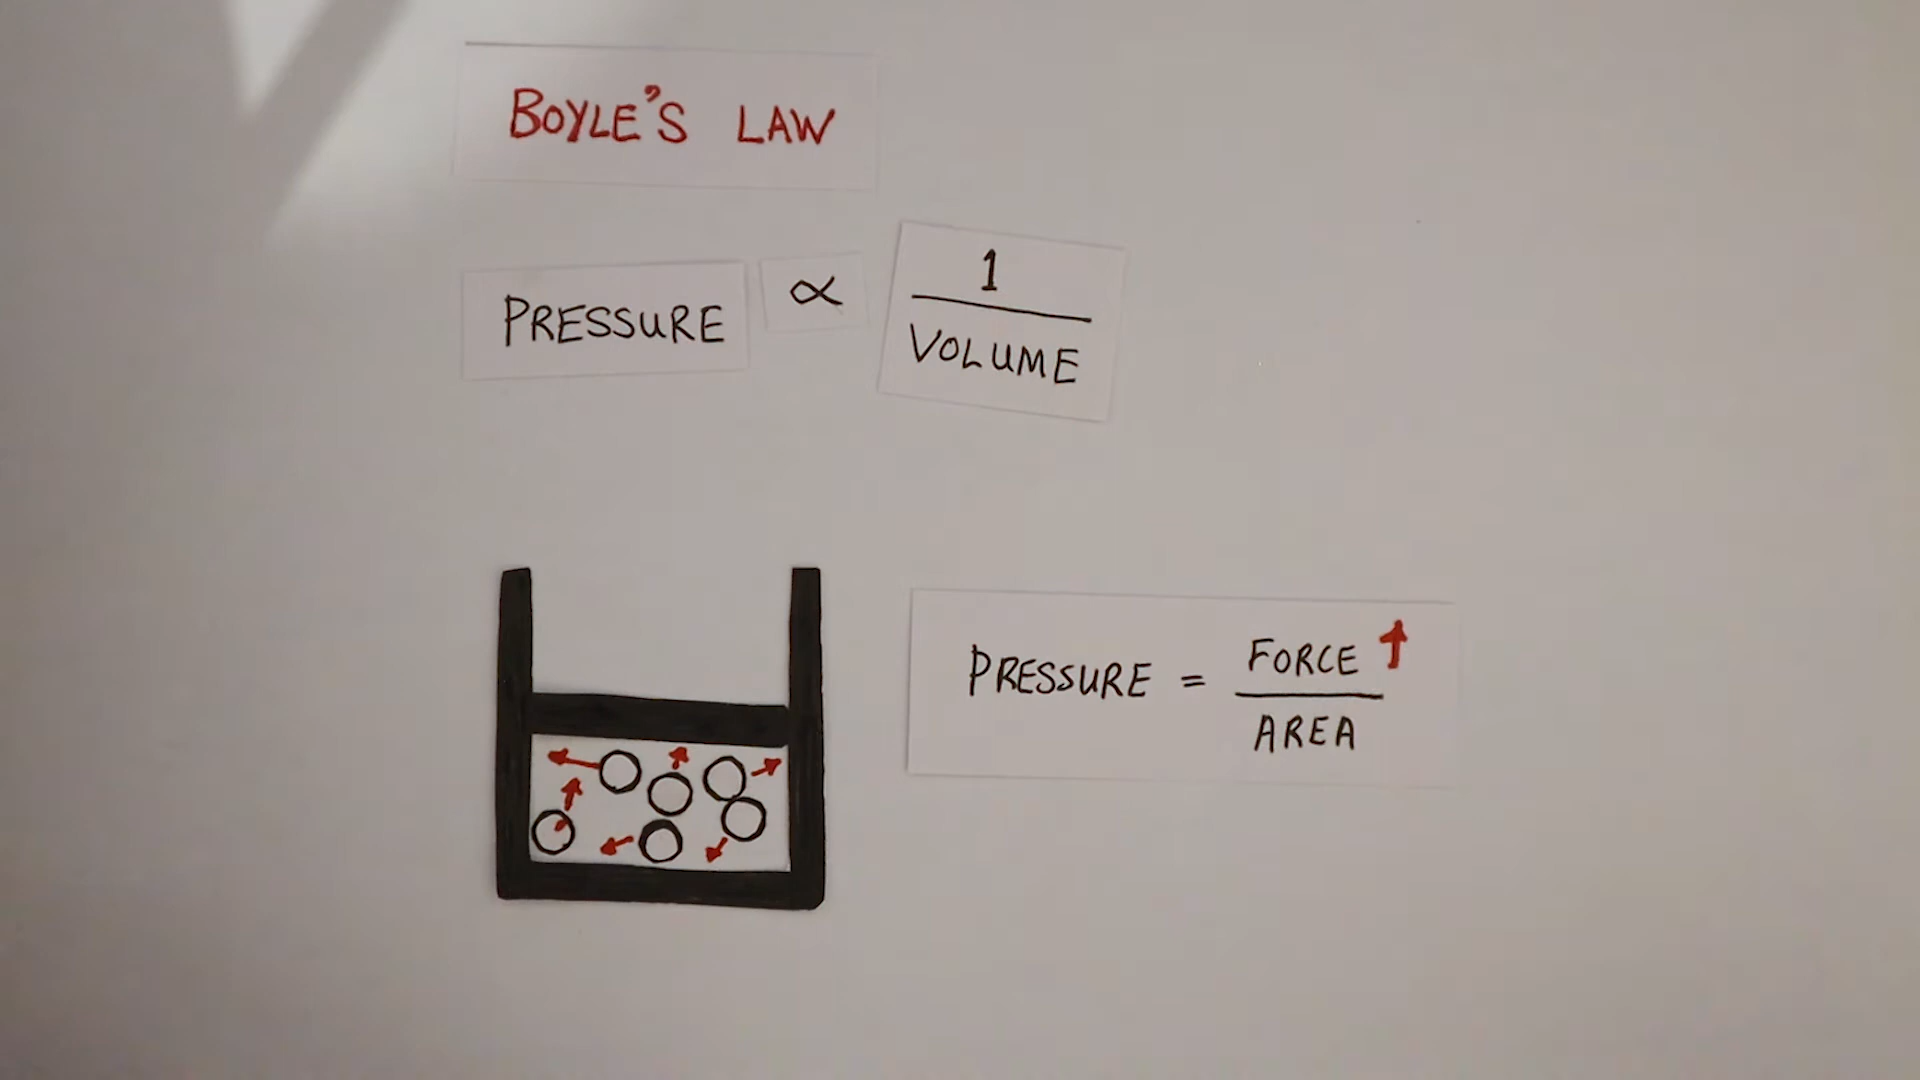 BOYLE'S LAW
PRESSURE ∝ 1
VOLUME
PRESSURE = FORCE ↑
AREA